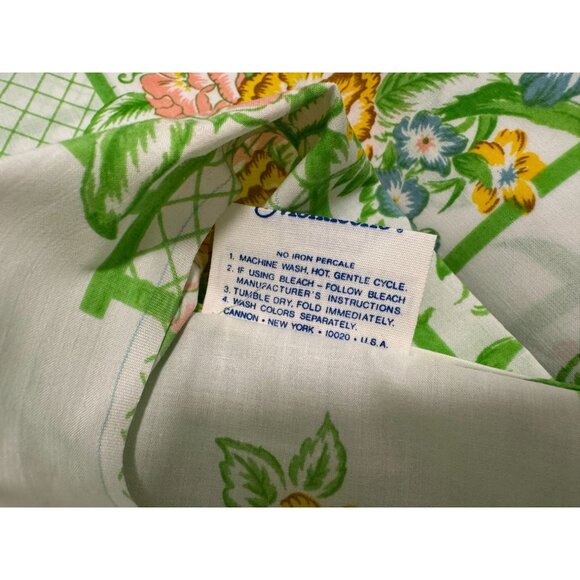 NO IRON PERCALE
1. MACHINE WASH, HOT, GENTLE CYCLE.
2. IF USING BLEACH – FOLLOW BLEACH
MANUFACTURER'S INSTRUCTIONS.
3. TUMBLE DRY, FOLD IMMEDIATELY.
4. WASH COLORS SEPARATELY.
CANNON • NEW YORK • 10020 • U.S.A.